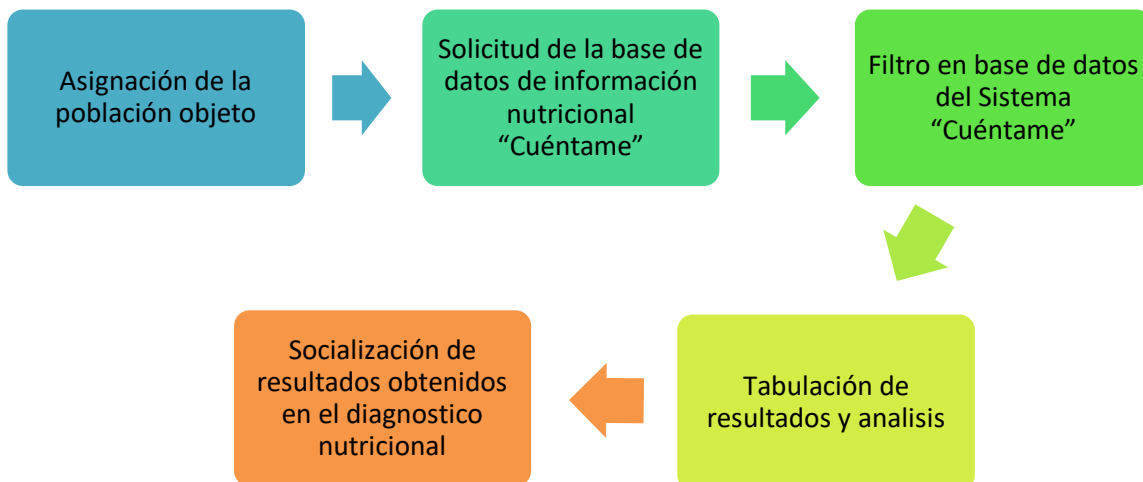 Asignación de la
población objeto
Solicitud de la base de
datos de información
nutricional
“Cuéntame”
Filtro en base de datos
del Sistema
“Cuéntame”
Socialización de
resultados obtenidos
en el diagnostico
nutricional
Tabulación de
resultados y analisis